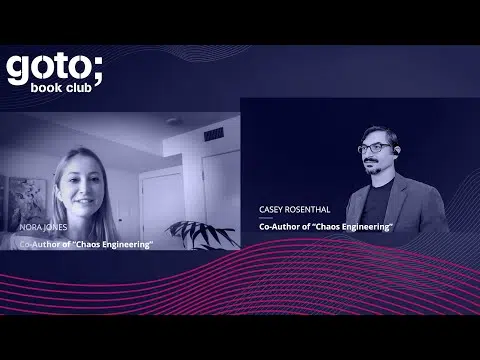 goto;
book club
NORA JONES
Co-Author of "Chaos Engineering"
CASEY ROSENTHAL
Co-Author of "Chaos Engineering"